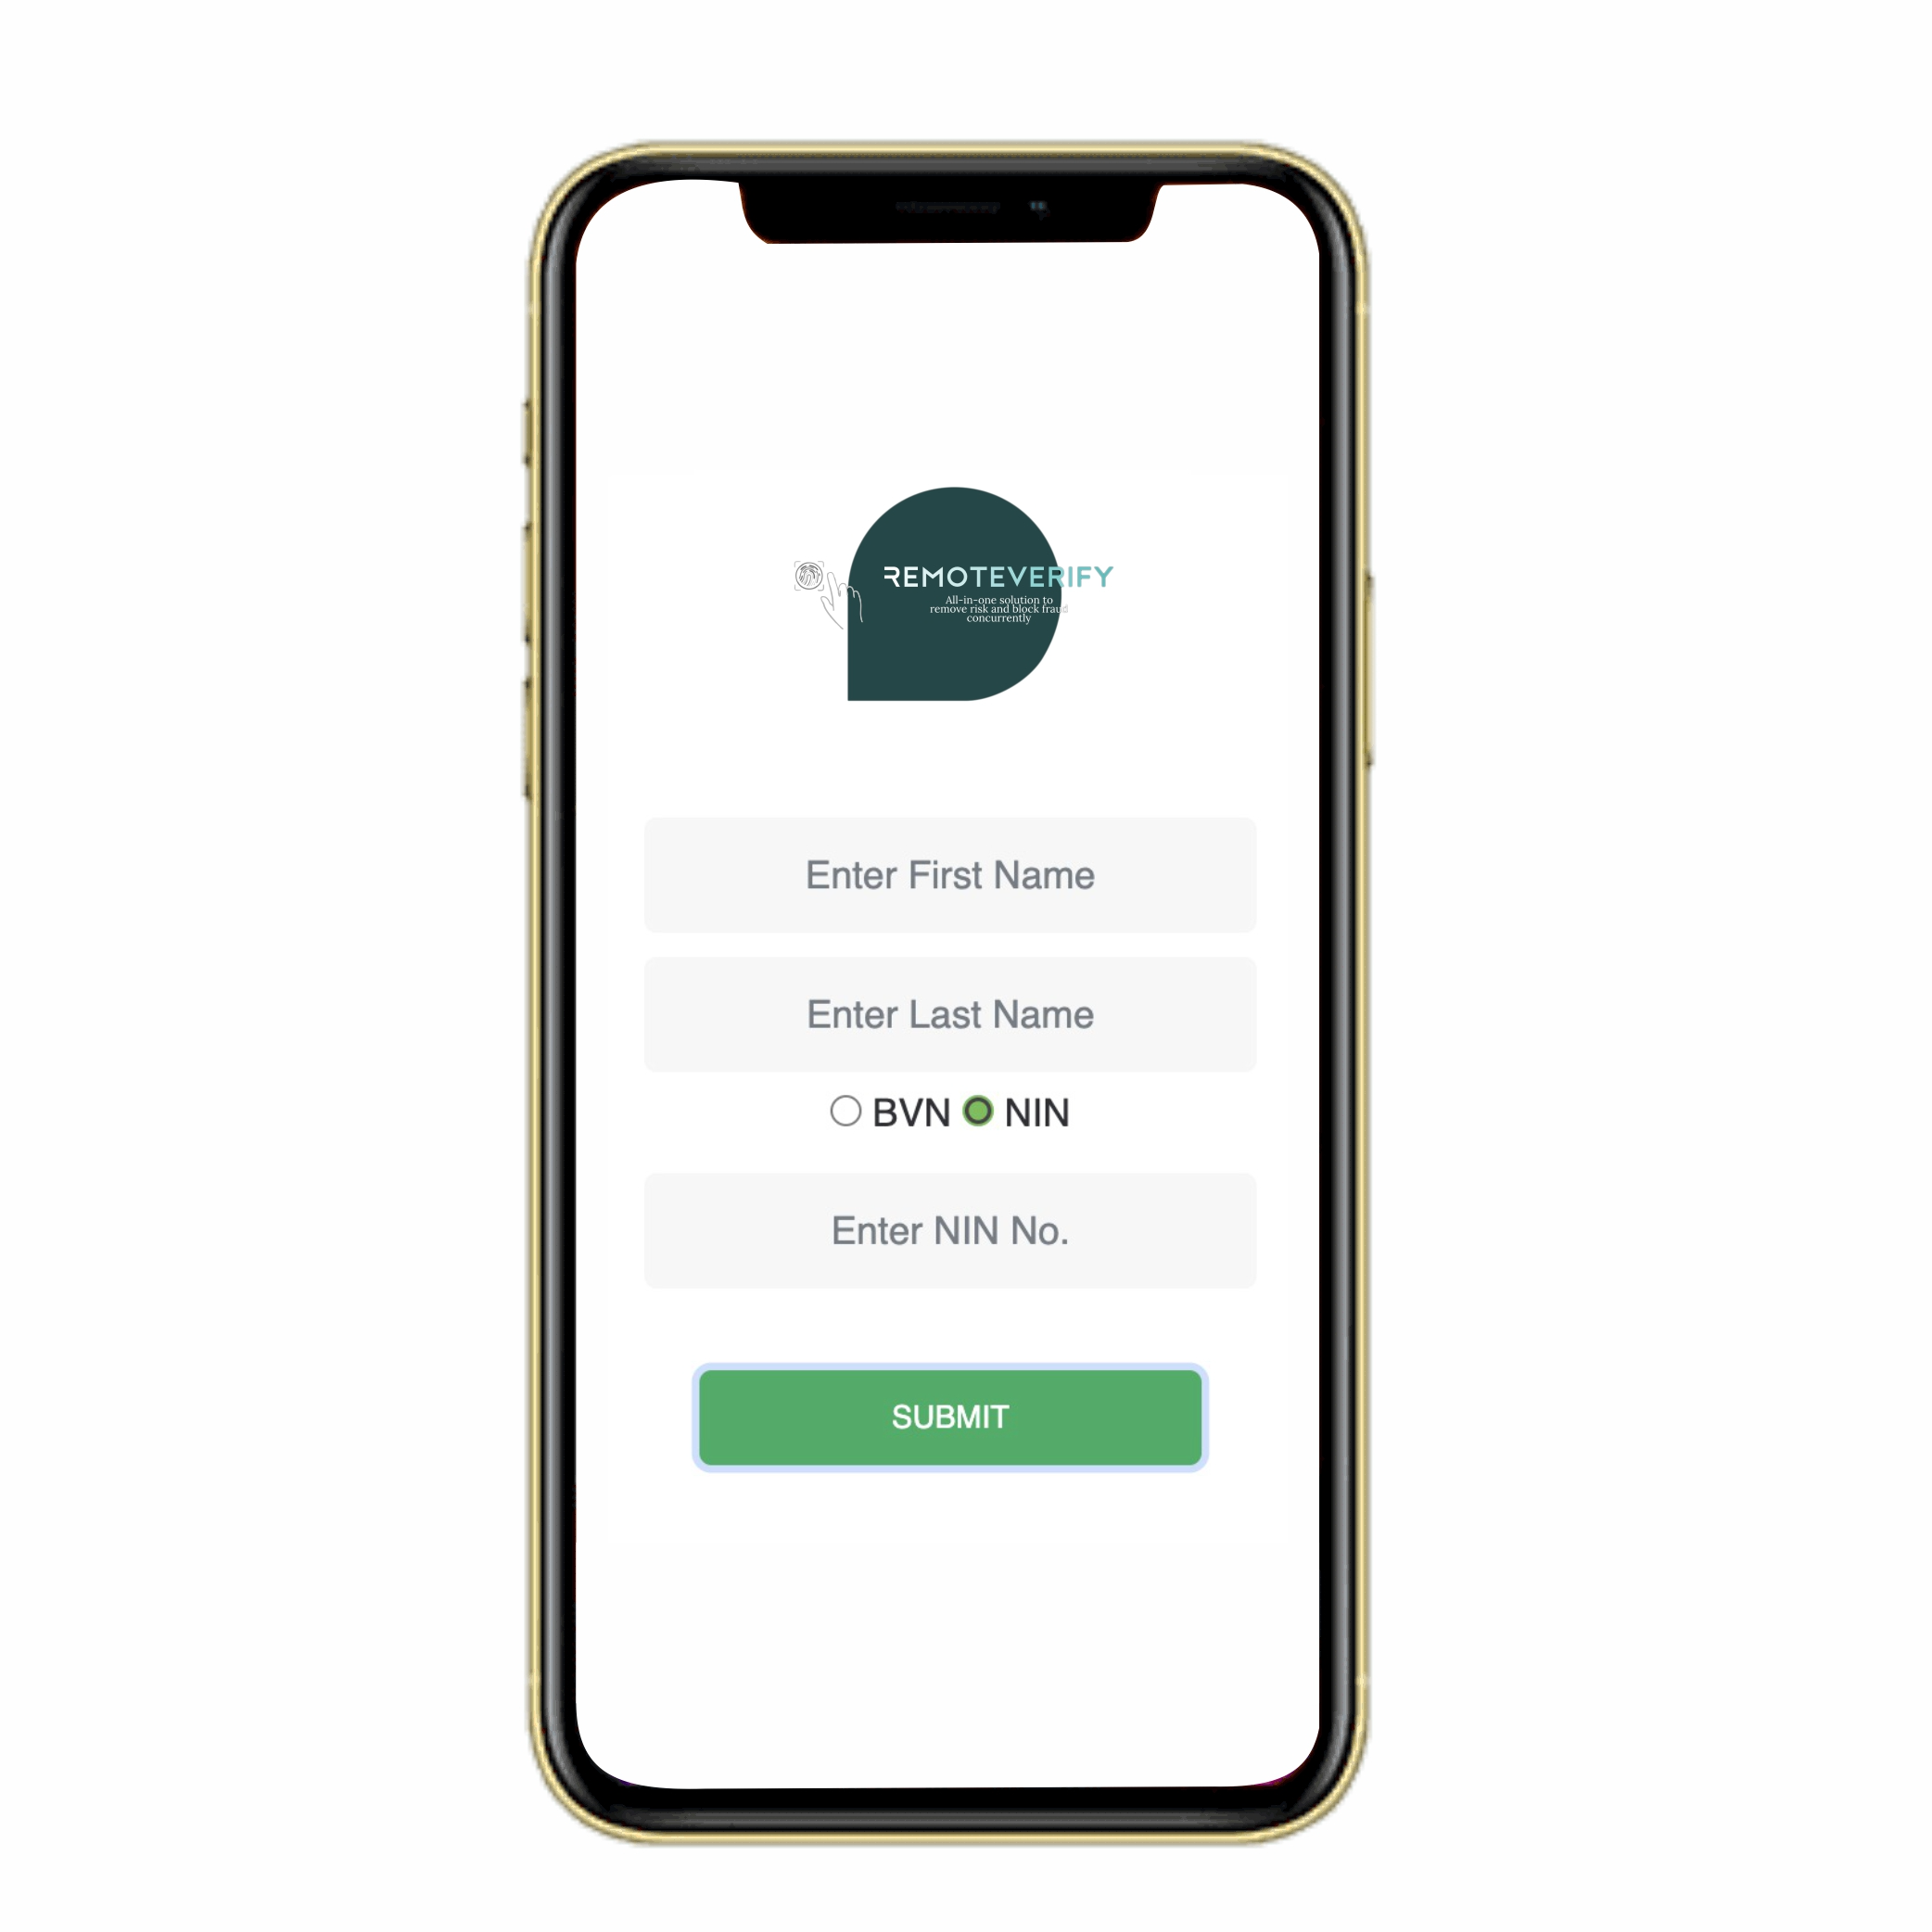 REMOTEVERIFY
All-in-one solution to
remove risk and block fraud
concurrently
Enter First Name
Enter Last Name
BVN NIN
Enter NIN No.
SUBMIT